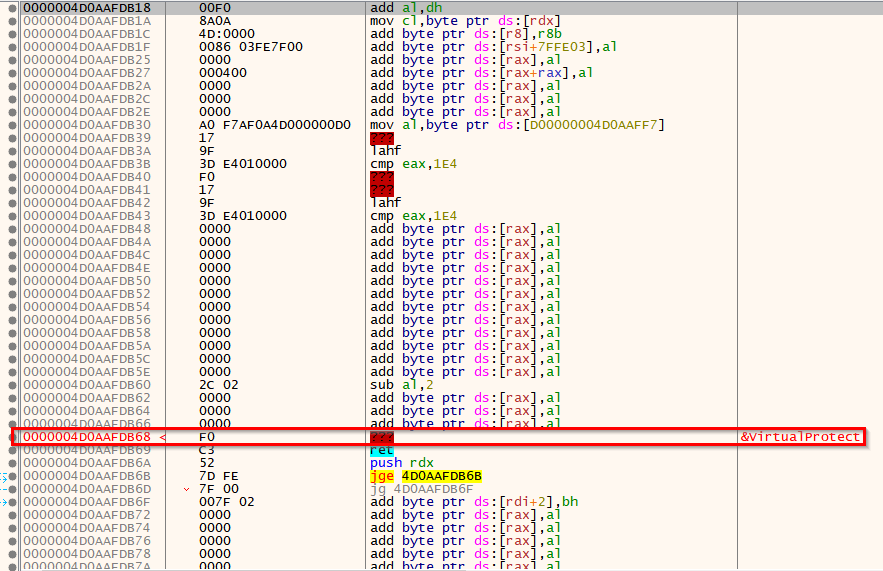 0000004D0AAFDB18 00F0 add al,dh
0000004D0AAFDB1A 8A0A mov cl,byte ptr ds:[rdx]
0000004D0AAFDB1C 4D:0000 add byte ptr ds:[r8],r8b
0000004D0AAFDB1F 0086 03FE7F00 add byte ptr ds:[rsi+7FFE03],al
0000004D0AAFDB25 0000 add byte ptr ds:[rax],al
0000004D0AAFDB27 000400 add byte ptr ds:[rax+rax],al
0000004D0AAFDB2A 0000 add byte ptr ds:[rax],al
0000004D0AAFDB2C 0000 add byte ptr ds:[rax],al
0000004D0AAFDB2E 0000 add byte ptr ds:[rax],al
0000004D0AAFDB30 A0 F7AF0A4D000000D0 mov al,byte ptr ds:[D00000004D0AAFF7]
0000004D0AAFDB39 17 ???
0000004D0AAFDB3A 9F lahf
0000004D0AAFDB3B 3D E4010000 cmp eax,1E4
0000004D0AAFDB40 F0 ???
0000004D0AAFDB41 17 ???
0000004D0AAFDB42 9F lahf
0000004D0AAFDB43 3D E4010000 cmp eax,1E4
0000004D0AAFDB48 0000 add byte ptr ds:[rax],al
0000004D0AAFDB4A 0000 add byte ptr ds:[rax],al
0000004D0AAFDB4C 0000 add byte ptr ds:[rax],al
0000004D0AAFDB4E 0000 add byte ptr ds:[rax],al
0000004D0AAFDB50 0000 add byte ptr ds:[rax],al
0000004D0AAFDB52 0000 add byte ptr ds:[rax],al
0000004D0AAFDB54 0000 add byte ptr ds:[rax],al
0000004D0AAFDB56 0000 add byte ptr ds:[rax],al
0000004D0AAFDB58 0000 add byte ptr ds:[rax],al
0000004D0AAFDB5A 0000 add byte ptr ds:[rax],al
0000004D0AAFDB5C 0000 add byte ptr ds:[rax],al
0000004D0AAFDB5E 0000 add byte ptr ds:[rax],al
0000004D0AAFDB60 2C 02 sub al,2
0000004D0AAFDB62 0000 add byte ptr ds:[rax],al
0000004D0AAFDB64 0000 add byte ptr ds:[rax],al
0000004D0AAFDB66 0000 add byte ptr ds:[rax],al
0000004D0AAFDB68 < F0 ??? &VirtualProtect
0000004D0AAFDB69 C3 ret
0000004D0AAFDB6A 52 push rdx
0000004D0AAFDB6B 7D FE jge 4D0AAFDB6B
0000004D0AAFDB6D 7F 00 jg 4D0AAFDB6F
0000004D0AAFDB6F 007F 02 add byte ptr ds:[rdi+2],bh
0000004D0AAFDB72 0000 add byte ptr ds:[rax],al
0000004D0AAFDB74 0000 add byte ptr ds:[rax],al
0000004D0AAFDB76 0000 add byte ptr ds:[rax],al
0000004D0AAFDB78 0000 add byte ptr ds:[rax],al
0000004D0AAFDB7A 0000 add byte ptr ds:[rax],al